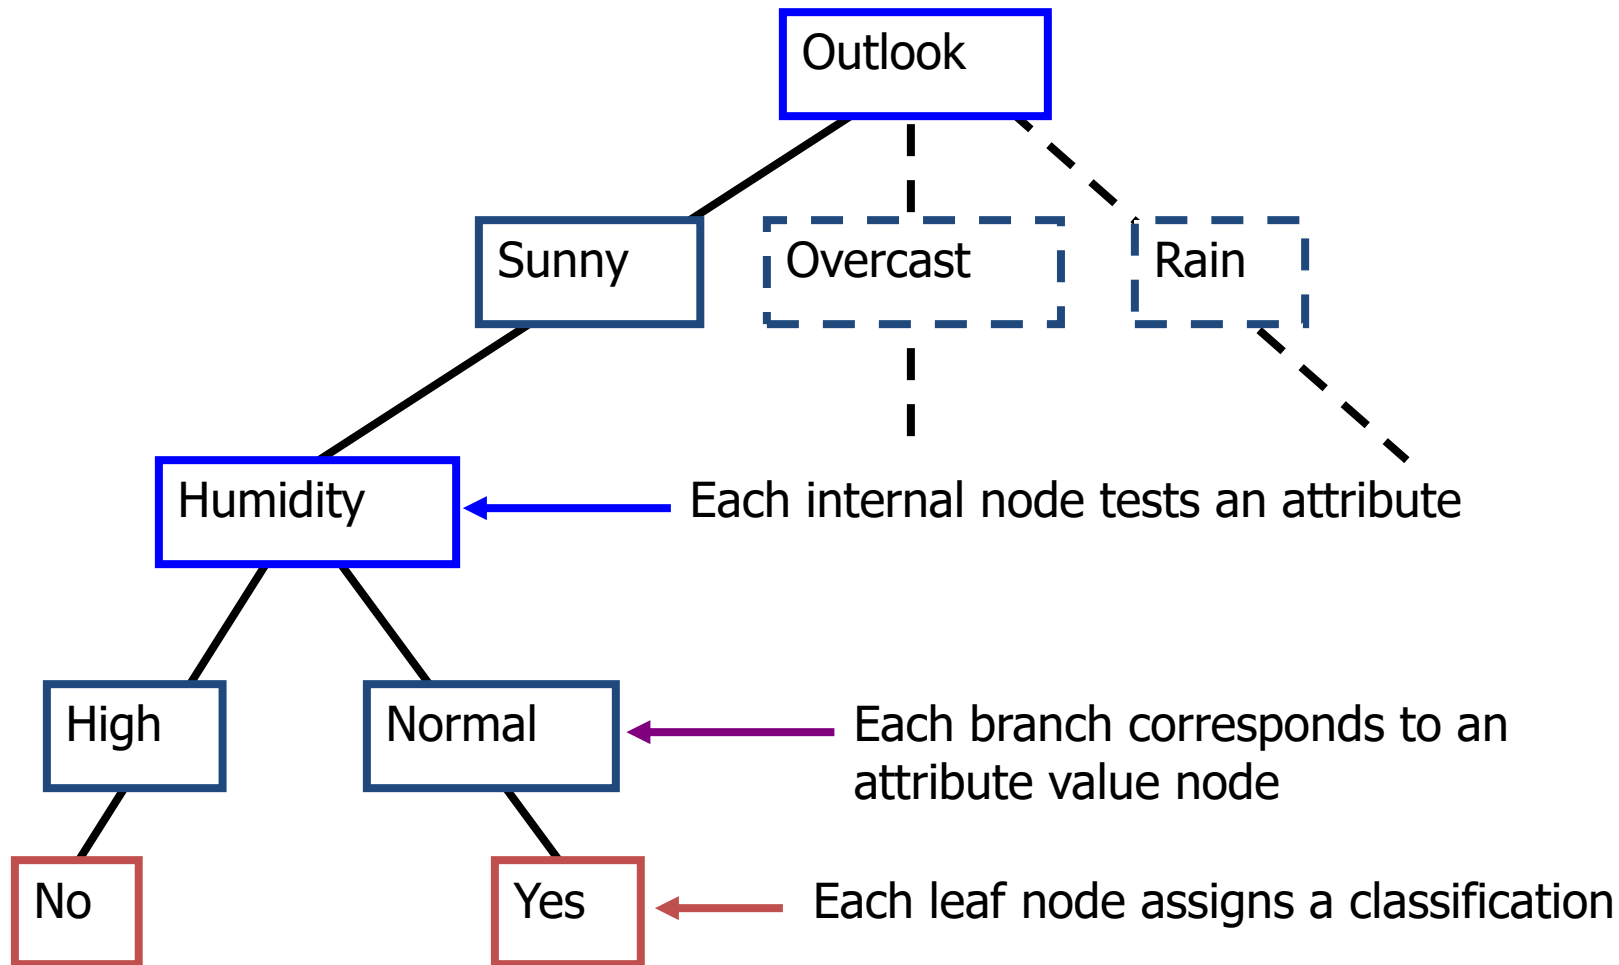 Outlook
Sunny
Overcast
Rain
Humidity
Each internal node tests an attribute
High
Normal
Each branch corresponds to an
attribute value node
No
Yes
Each leaf node assigns a classification